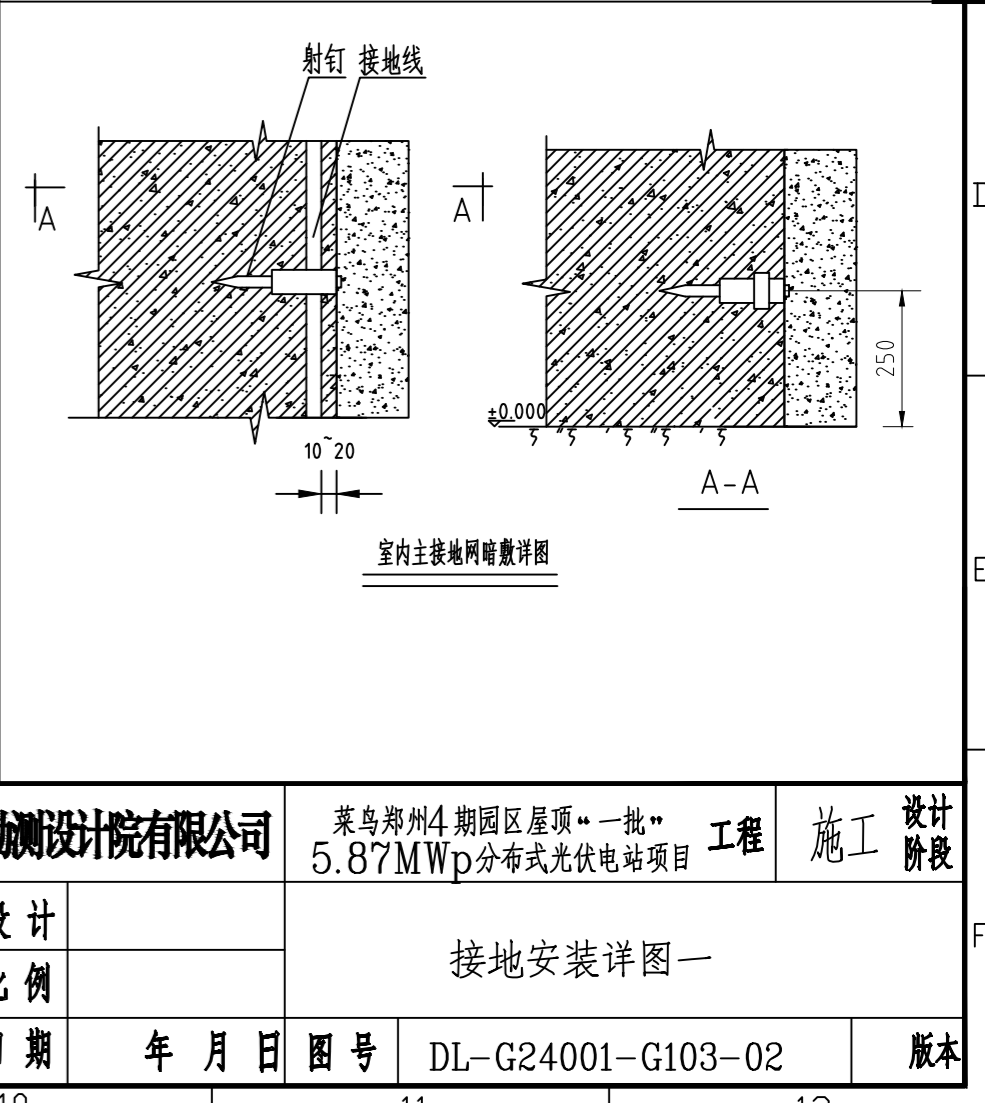 射钉 接地线
D
A
A
250
±0.000
10~20
A-A
室内主接地网暗敷详图
E
测设计院有限公司
菜鸟郑州4期园区屋顶“一批”
5.87MWp分布式光伏电站项目
工程
施工
设计
阶段
设 计
接地安装详图一
F
比 例
期
年 月 日
图 号
DL-G24001-G103-02
版本
11